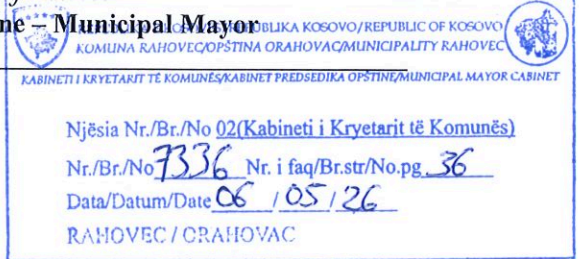 ne – Municipal Mayor
UBLIKA KOSOVO/REPUBLIC OF KOSOVO
KOMUNA RAHOVEC/OPŠTINA ORAHOVAC/MUNICIPALITY RAHOVEC
KABINETI I KRYETARIT TË KOMUNËS/KABINET PREDSEDIKA OPŠTINE/MUNICIPAL MAYOR CABINET
Njësia Nr./Br./No 02(Kabineti i Kryetarit të Komunës)
Nr./Br./No 7336 Nr. i faq/Br.str/No.pg 36
Data/Datum/Date 06 / 05 / 26
RAHOVEC / ORAHOVAC